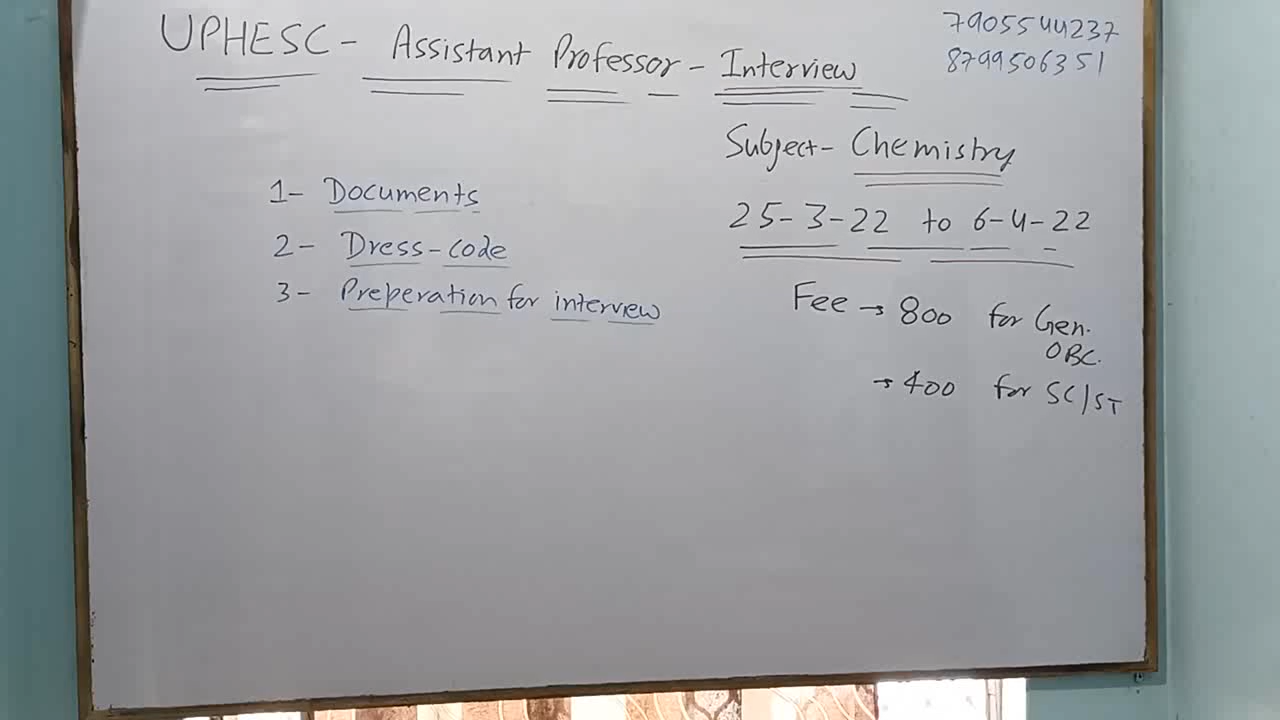 UPHESC - Assistant Professor - Interview
7905544237
8799506351
Subject - Chemistry
25-3-22 to 6-4-22
1- Documents
2- Dress-code
3- Preperation for interview
Fee → 800 for Gen.
OBC.
→ 400 for SC/ST